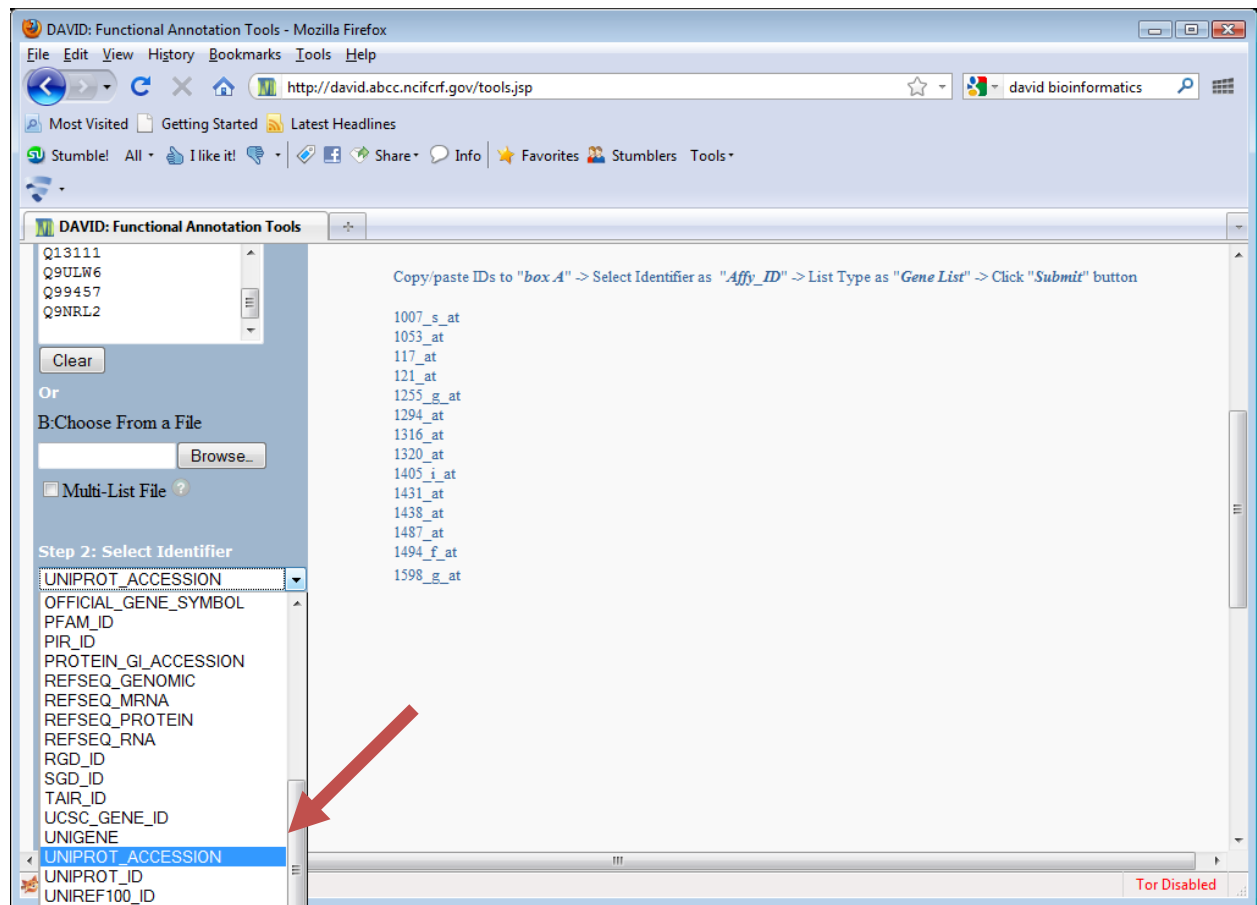 DAVID: Functional Annotation Tools - Mozilla Firefox
File Edit View History Bookmarks Tools Help
http://david.abcc.ncifcrf.gov/tools.jsp
david bioinformatics
Most Visited Getting Started Latest Headlines
Stumble! All I like it! Share Info Favorites Stumblers Tools
DAVID: Functional Annotation Tools
Q13111
Q9ULW6
Q99457
Q9NRL2
Clear
Or
B:Choose From a File
Browse...
Multi-List File ?
Step 2: Select Identifier
UNIPROT_ACCESSION
OFFICIAL_GENE_SYMBOL
PFAM_ID
PIR_ID
PROTEIN_GI_ACCESSION
REFSEQ_GENOMIC
REFSEQ_MRNA
REFSEQ_PROTEIN
REFSEQ_RNA
RGD_ID
SGD_ID
TAIR_ID
UCSC_GENE_ID
UNIGENE
UNIPROT_ACCESSION
UNIPROT_ID
UNIREF100_ID
Copy/paste IDs to "box A" -> Select Identifier as "Affy_ID" -> List Type as "Gene List" -> Click "Submit" button
1007_s_at
1053_at
117_at
121_at
1255_g_at
1294_at
1316_at
1320_at
1405_i_at
1431_at
1438_at
1487_at
1494_f_at
1598_g_at
Tor Disabled